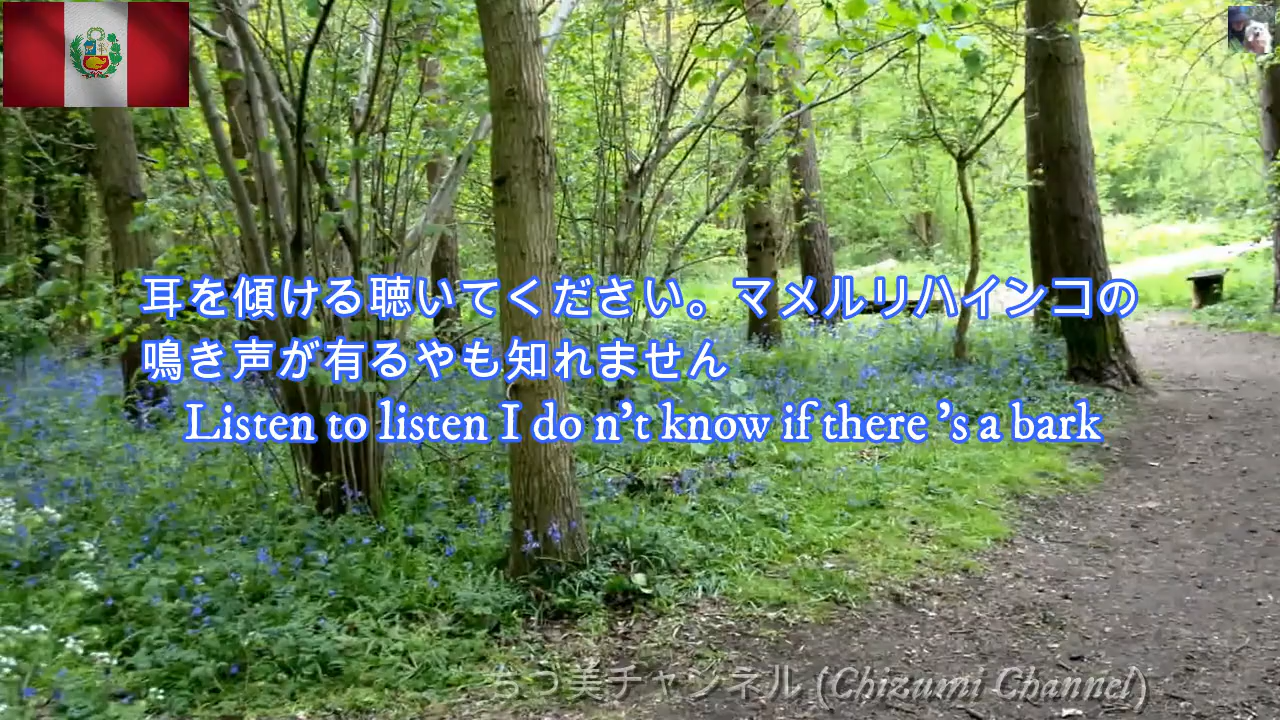 耳を傾ける聴いてください。マメルリハインコの
鳴き声が有るやも知れません
Listen to listen I do n't know if there 's a bark
ちっ美チャンネル (Chizumi Channel)